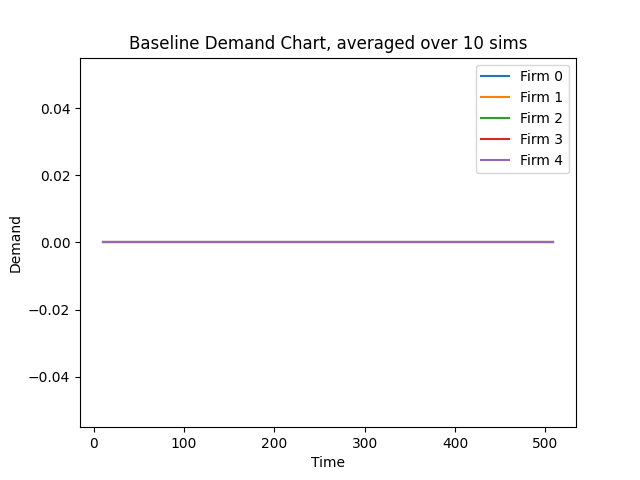 Baseline Demand Chart, averaged over 10 sims
Firm 0
Firm 1
Firm 2
Firm 3
Firm 4
0.04
0.02
0.00
−0.02
−0.04
Demand
0 100 200 300 400 500
Time